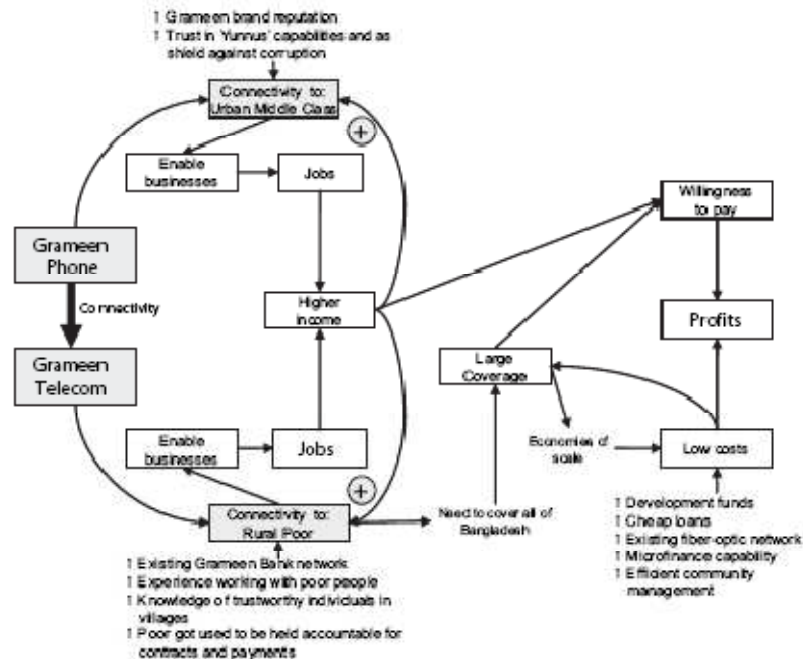 ↑ Grameen brand reputation
↑ Trust in 'Yunnus' capabilities and as
shield against corruption
Connectivity to:
Urban Middle Class
+
Enable
businesses
Jobs
Willingness
to pay
Grameen
Phone
Connectivity
Higher
income
Profits
Grameen
Telecom
Large
Coverage
Enable
businesses
Jobs
Economies of
scale
Low costs
+
Connectivity to:
Rural Poor
Need to cover all of
Bangladesh
↑ Development funds
↑ Cheap loans
↑ Existing fiber-optic network
↑ Microfinance capability
↑ Efficient community
management
↑ Existing Grameen Bank network
↑ Experience working with poor people
↑ Knowledge of trustworthy individuals in
villages
↑ Poor got used to be held accountable for
contracts and payments